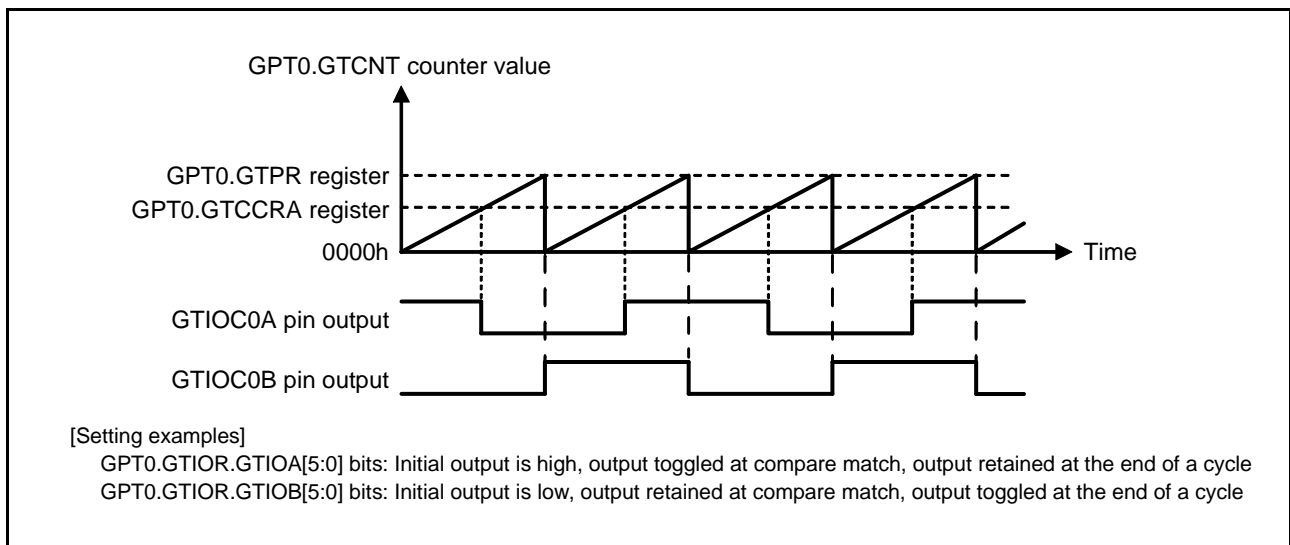 GPT0.GTCNT counter value
GPT0.GTPR register
GPT0.GTCCRA register
0000h
Time
GTIOC0A pin output
GTIOC0B pin output
[Setting examples]
GPT0.GTIOR.GTIOA[5:0] bits: Initial output is high, output toggled at compare match, output retained at the end of a cycle
GPT0.GTIOR.GTIOB[5:0] bits: Initial output is low, output retained at compare match, output toggled at the end of a cycle